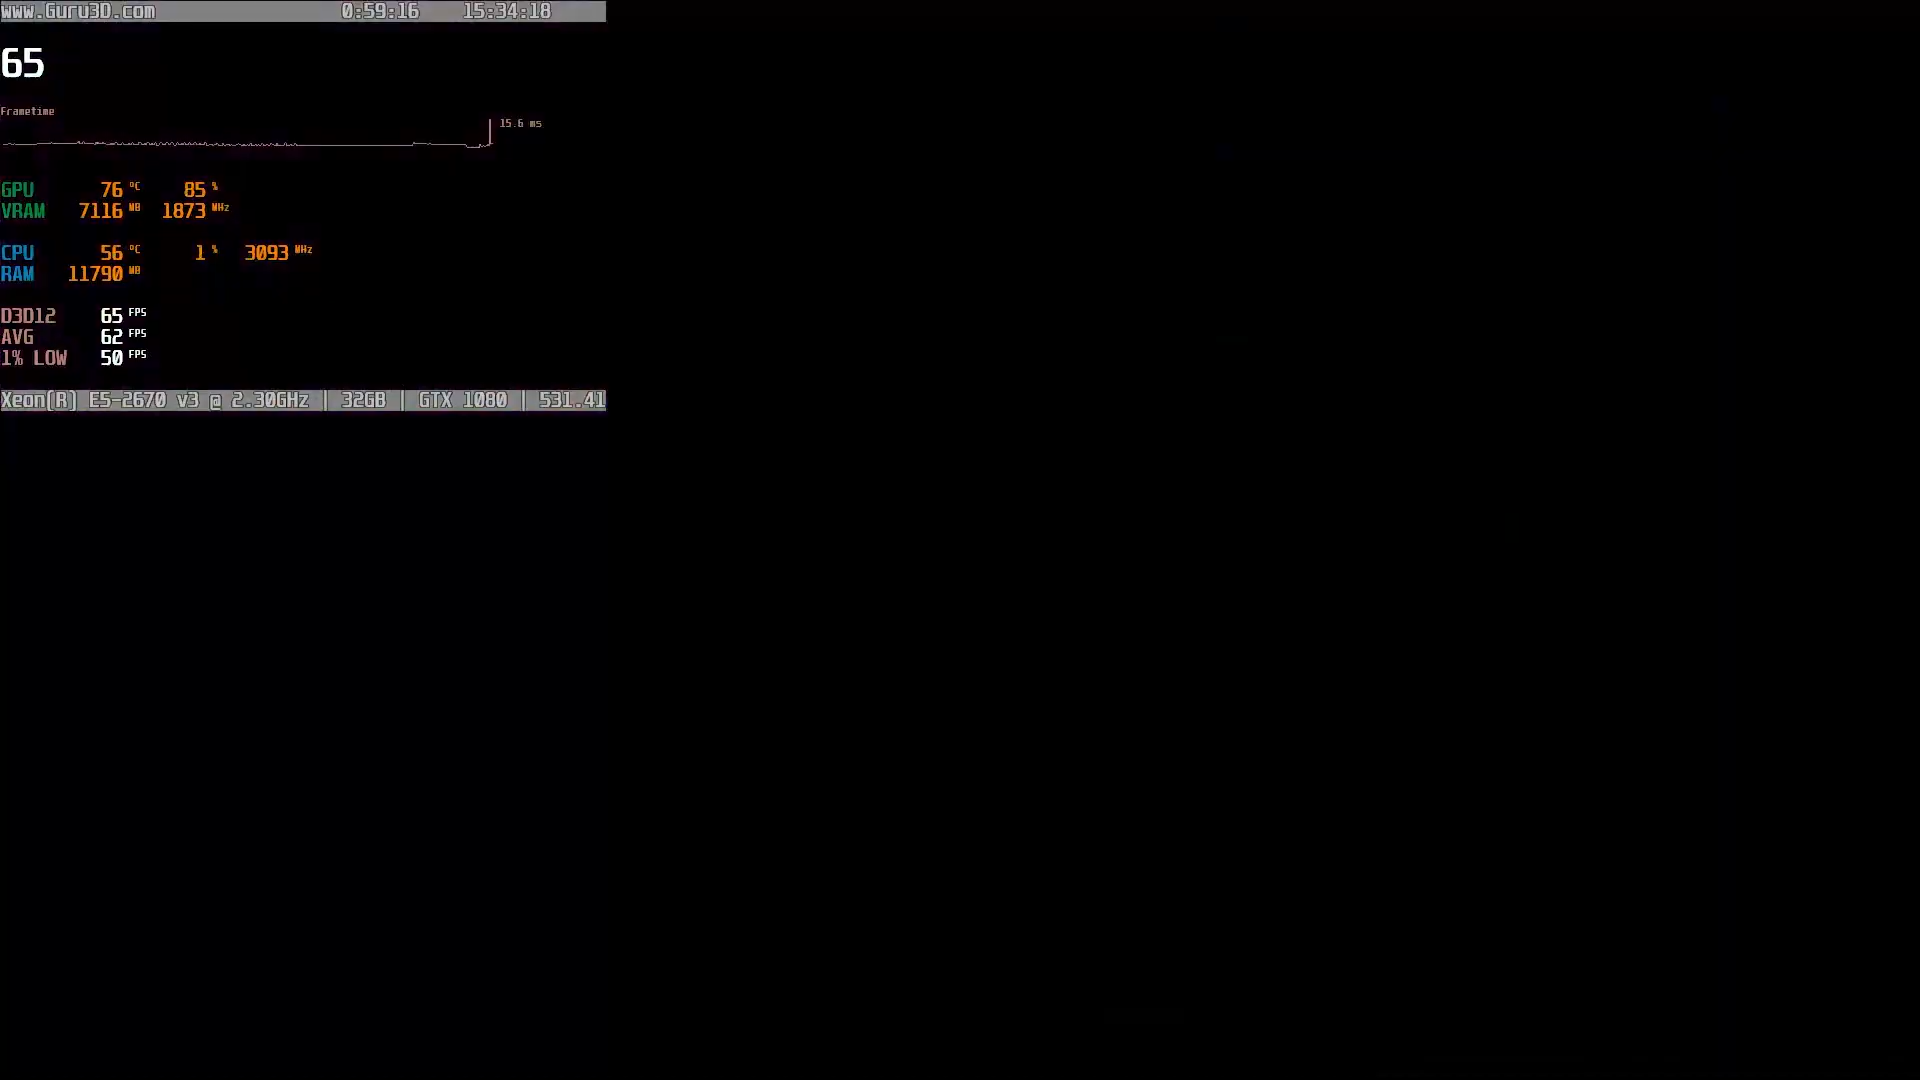 www.Guru3D.com 0:59:16 15:34:18
65
Frametime
15.6 ms
GPU 76 °C 85 %
VRAM 7116 MB 1873 MHz
CPU 56 °C 1 % 3093 MHz
RAM 11790 MB
D3D12 65 FPS
AVG 62 FPS
1% LOW 50 FPS
Xeon(R) E5-2670 v3 @ 2.30GHz | 32GB | GTX 1080 | 531.41